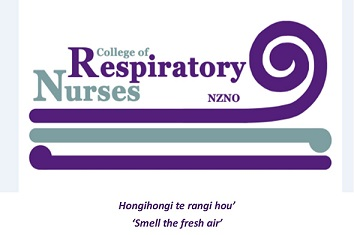 College of
Respiratory
Nurses NZNO
Hongihongi te rangi hou’
‘Smell the fresh air’